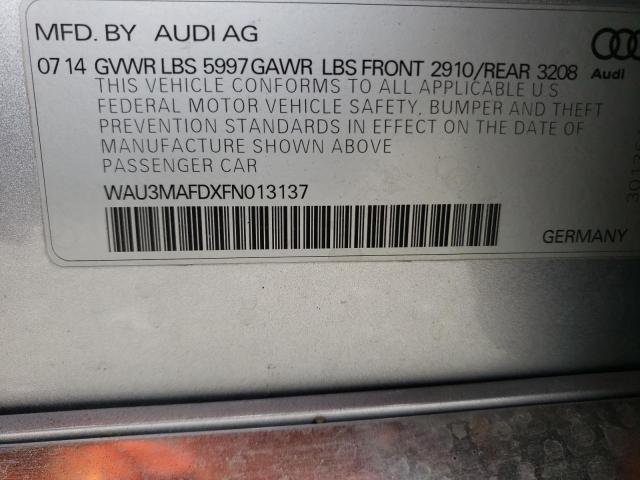 MFD. BY AUDI AG
07 14 GVWR LBS 5997 GAWR LBS FRONT 2910/REAR 3208
Audi
THIS VEHICLE CONFORMS TO ALL APPLICABLE U S
FEDERAL MOTOR VEHICLE SAFETY, BUMPER AND THEFT
PREVENTION STANDARDS IN EFFECT ON THE DATE OF
MANUFACTURE SHOWN ABOVE
PASSENGER CAR
WAU3MAFDXFN013137
GERMANY